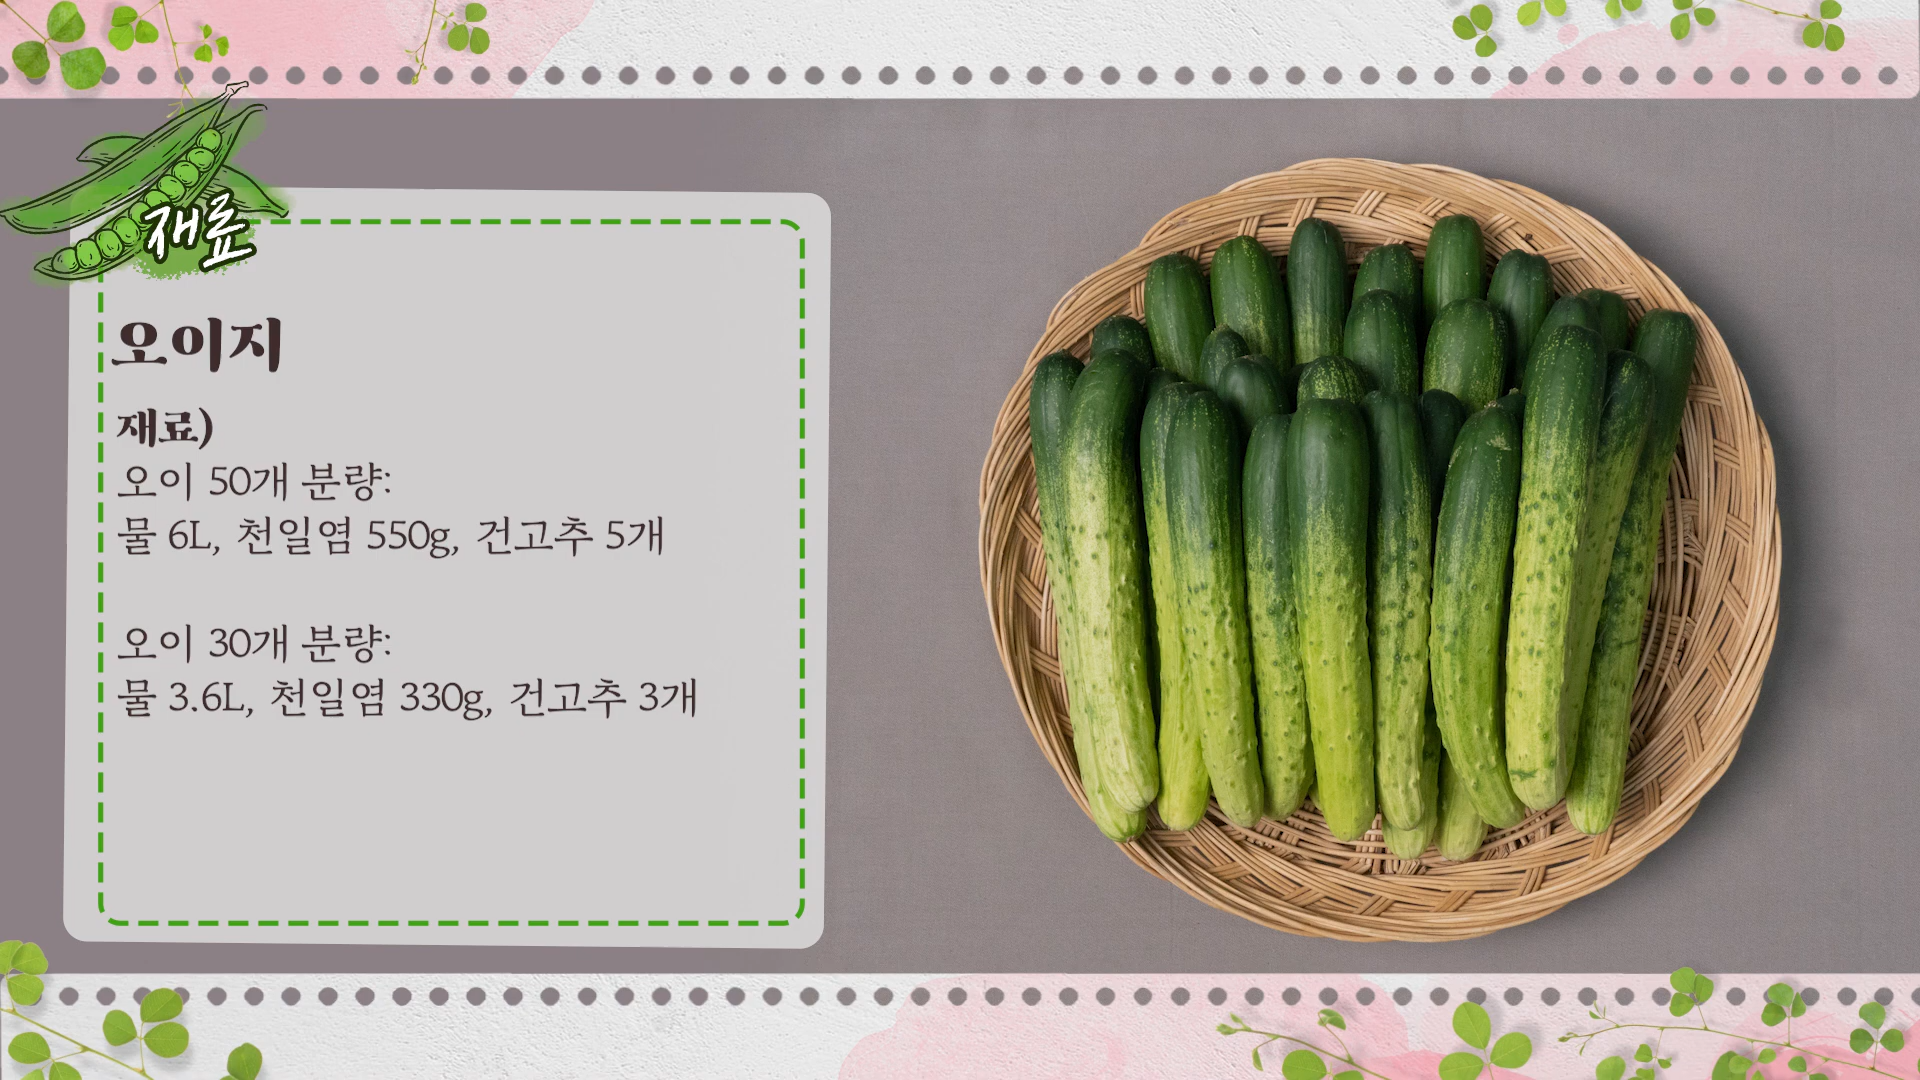 재료
오이지
재료)
오이 50개 분량:
물 6L, 천일염 550g, 건고추 5개
오이 30개 분량:
물 3.6L, 천일염 330g, 건고추 3개